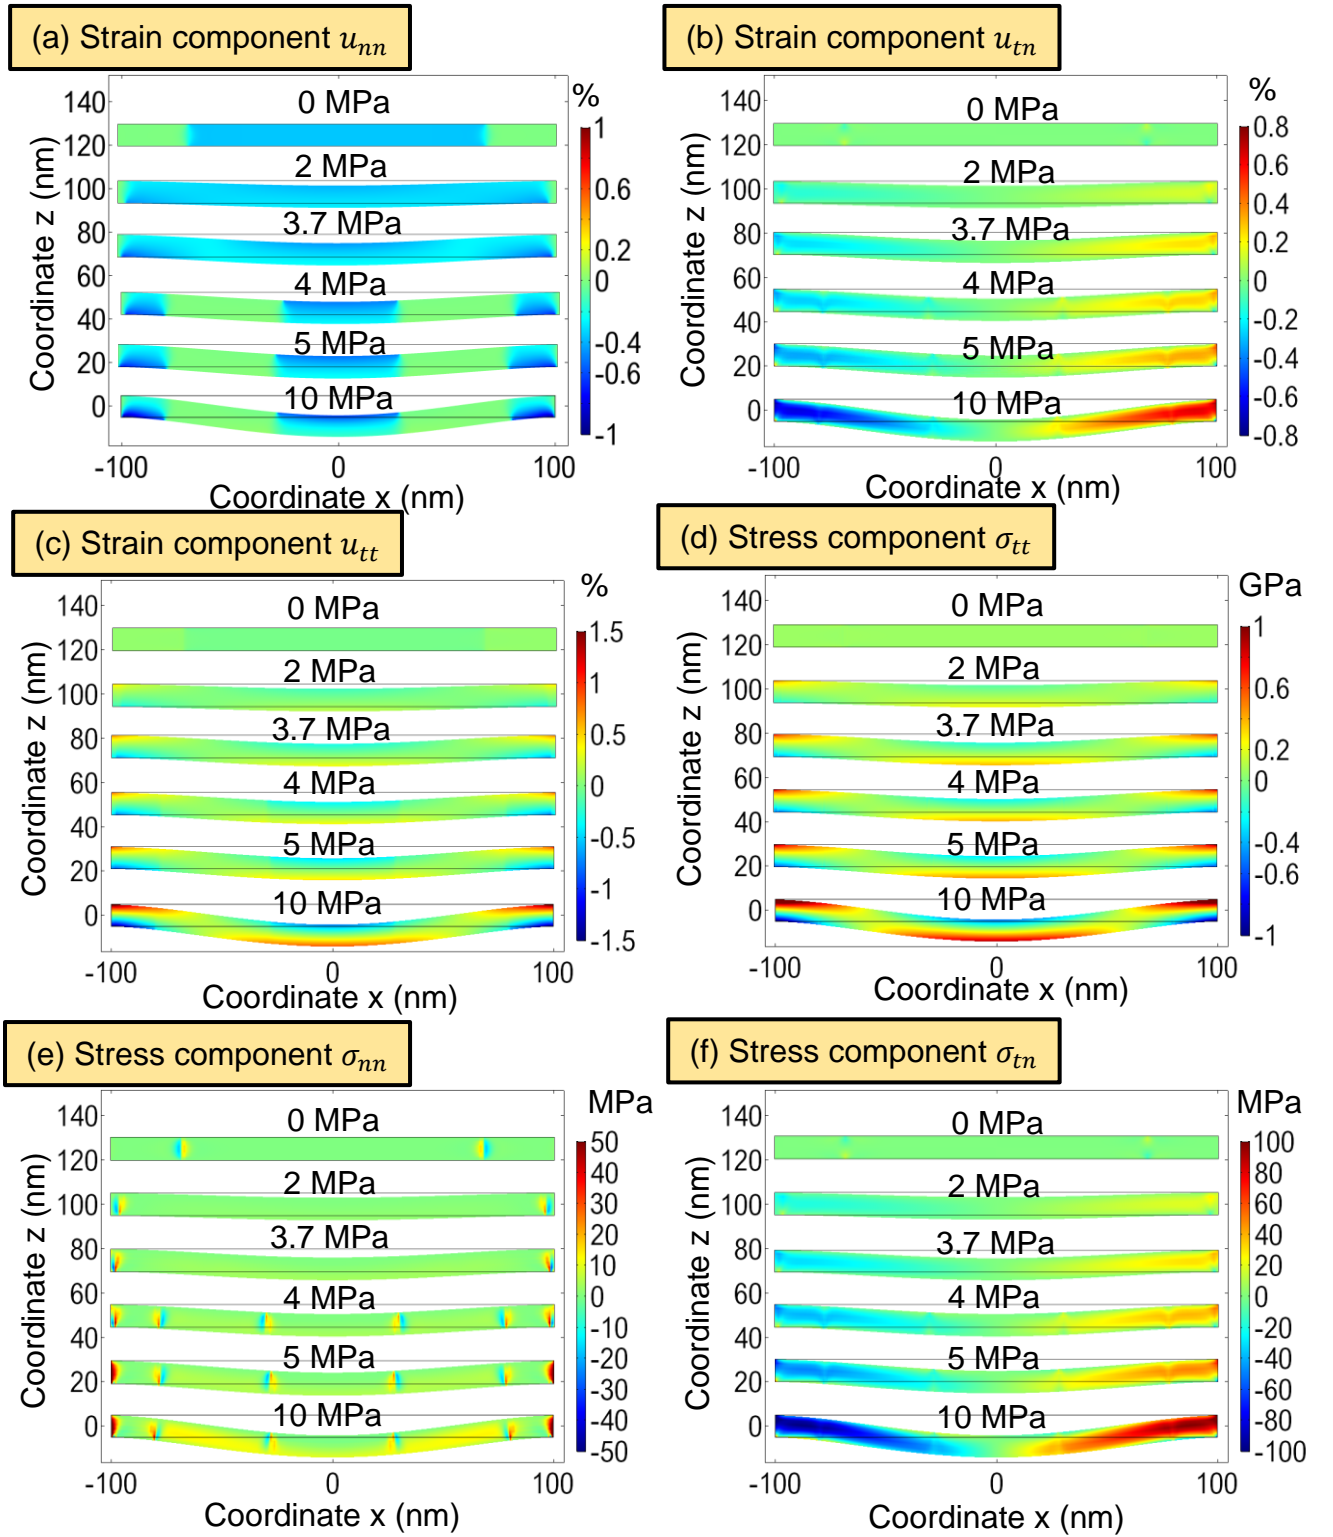 (a) Strain component u_nn
140
120
100
80
60
40
20
0
Coordinate z (nm)
0 MPa
2 MPa
3.7 MPa
4 MPa
5 MPa
10 MPa
-100 0 100
Coordinate x (nm)
%
1
0.6
0.2
0
-0.4
-0.6
-1
(b) Strain component u_tn
140
120
100
80
60
40
20
0
Coordinate z (nm)
0 MPa
2 MPa
3.7 MPa
4 MPa
5 MPa
10 MPa
-100 0 100
Coordinate x (nm)
%
0.8
0.6
0.4
0.2
0
-0.2
-0.4
-0.6
-0.8
(c) Strain component u_tt
140
120
100
80
60
40
20
0
Coordinate z (nm)
0 MPa
2 MPa
3.7 MPa
4 MPa
5 MPa
10 MPa
-100 0 100
Coordinate x (nm)
%
1.5
1
0.5
0
-0.5
-1
-1.5
(d) Stress component σ_tt
140
120
100
80
60
40
20
0
Coordinate z (nm)
0 MPa
2 MPa
3.7 MPa
4 MPa
5 MPa
10 MPa
-100 0 100
Coordinate x (nm)
GPa
1
0.6
0.2
0
-0.4
-0.6
-1
(e) Stress component σ_nn
140
120
100
80
60
40
20
0
Coordinate z (nm)
0 MPa
2 MPa
3.7 MPa
4 MPa
5 MPa
10 MPa
-100 0 100
Coordinate x (nm)
MPa
50
40
30
20
10
0
-10
-20
-30
-40
-50
(f) Stress component σ_tn
140
120
100
80
60
40
20
0
Coordinate z (nm)
0 MPa
2 MPa
3.7 MPa
4 MPa
5 MPa
10 MPa
-100 0 100
Coordinate x (nm)
MPa
100
80
60
40
20
0
-20
-40
-60
-80
-100